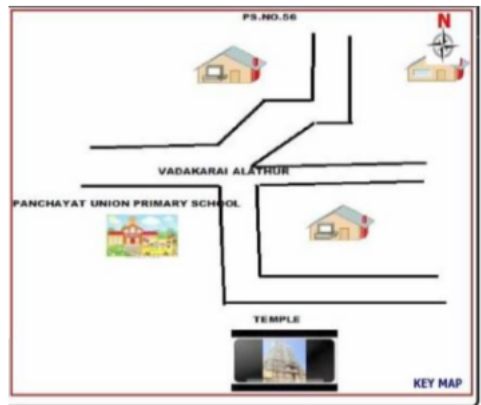 PS.NO.56
N
VADAKARAI ALATHUR
PANCHAYAT UNION PRIMARY SCHOOL
TEMPLE
KEY MAP